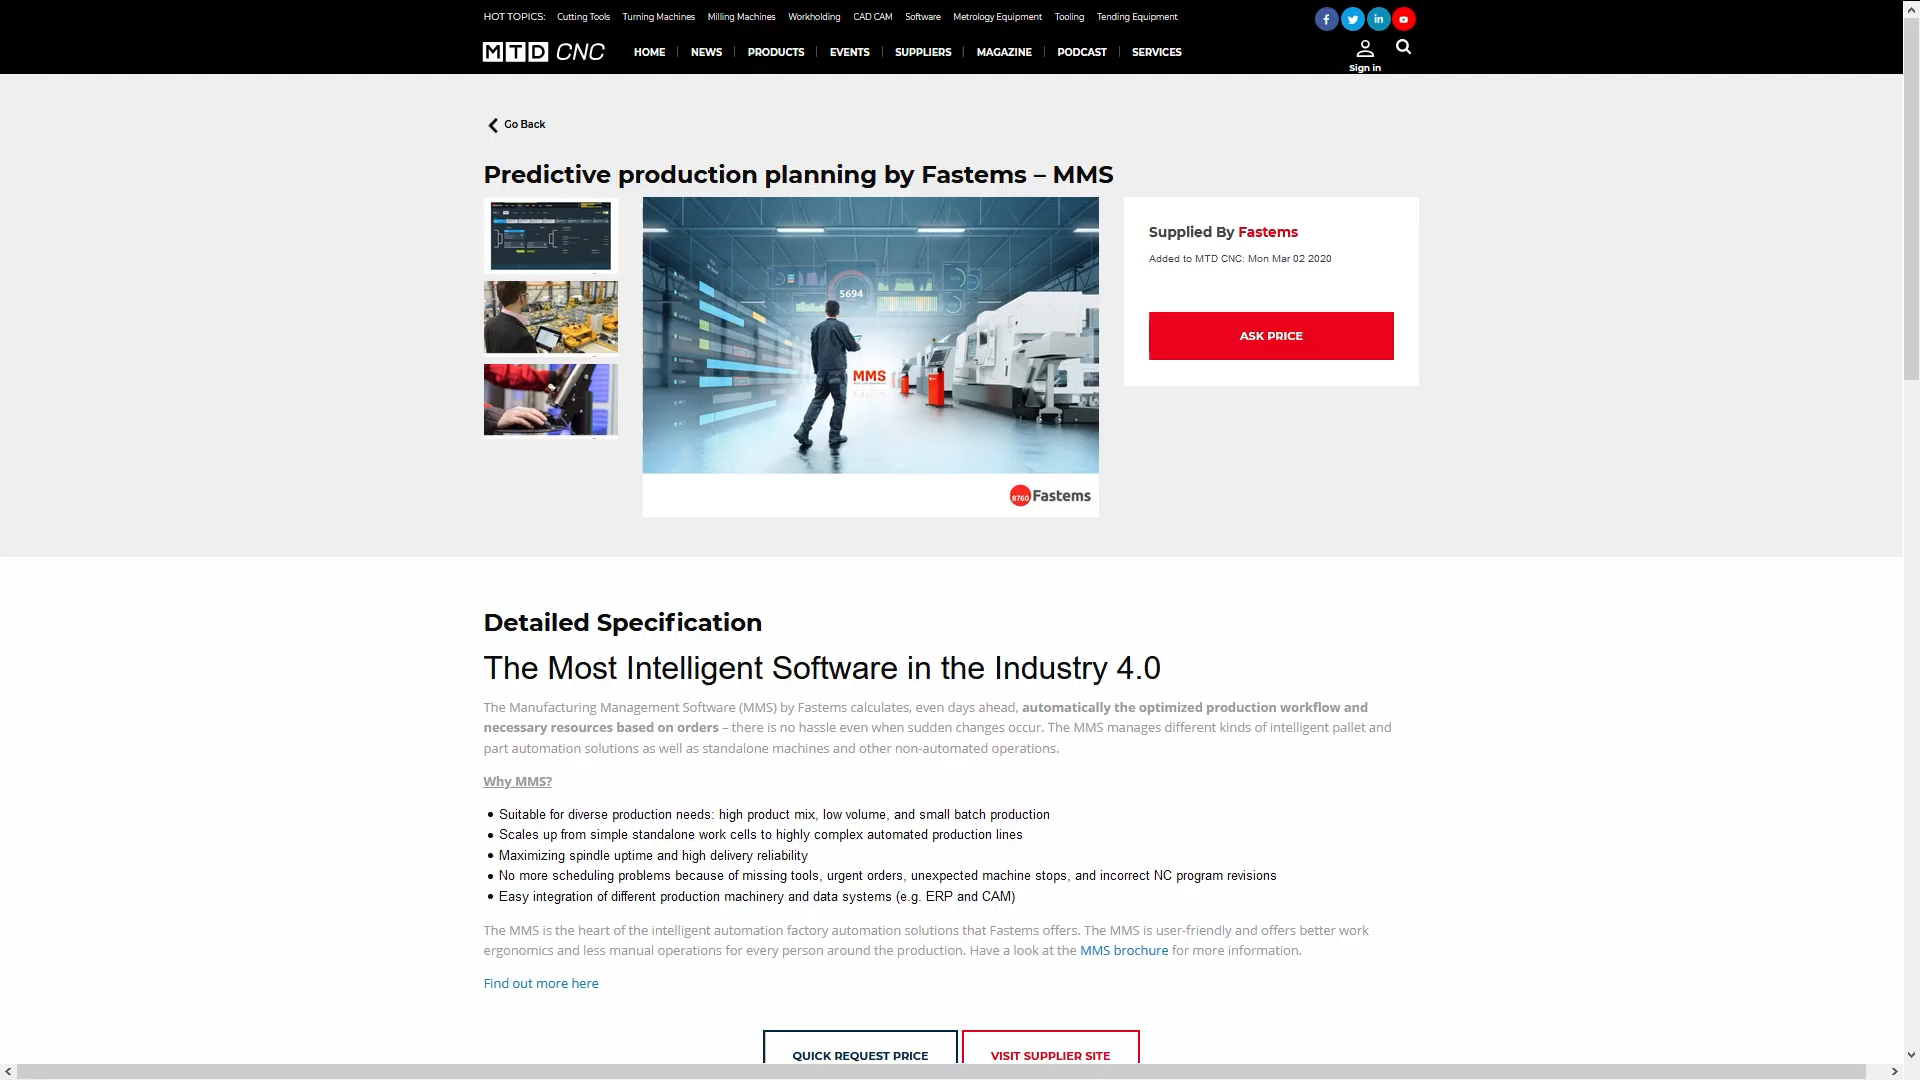 HOT TOPICS: Cutting Tools Turning Machines Milling Machines Workholding CAD CAM Software Metrology Equipment Tooling Tending Equipment
MTD CNC HOME NEWS PRODUCTS EVENTS SUPPLIERS MAGAZINE PODCAST SERVICES
Sign in
Go Back
Predictive production planning by Fastems – MMS
5694
MMS
8760 Fastems
Supplied By Fastems
Added to MTD CNC: Mon Mar 02 2020
ASK PRICE
Detailed Specification
The Most Intelligent Software in the Industry 4.0
The Manufacturing Management Software (MMS) by Fastems calculates, even days ahead, automatically the optimized production workflow and
necessary resources based on orders – there is no hassle even when sudden changes occur. The MMS manages different kinds of intelligent pallet and
part automation solutions as well as standalone machines and other non-automated operations.
Why MMS?
• Suitable for diverse production needs: high product mix, low volume, and small batch production
• Scales up from simple standalone work cells to highly complex automated production lines
• Maximizing spindle uptime and high delivery reliability
• No more scheduling problems because of missing tools, urgent orders, unexpected machine stops, and incorrect NC program revisions
• Easy integration of different production machinery and data systems (e.g. ERP and CAM)
The MMS is the heart of the intelligent automation factory automation solutions that Fastems offers. The MMS is user-friendly and offers better work
ergonomics and less manual operations for every person around the production. Have a look at the MMS brochure for more information.
Find out more here
QUICK REQUEST PRICE VISIT SUPPLIER SITE